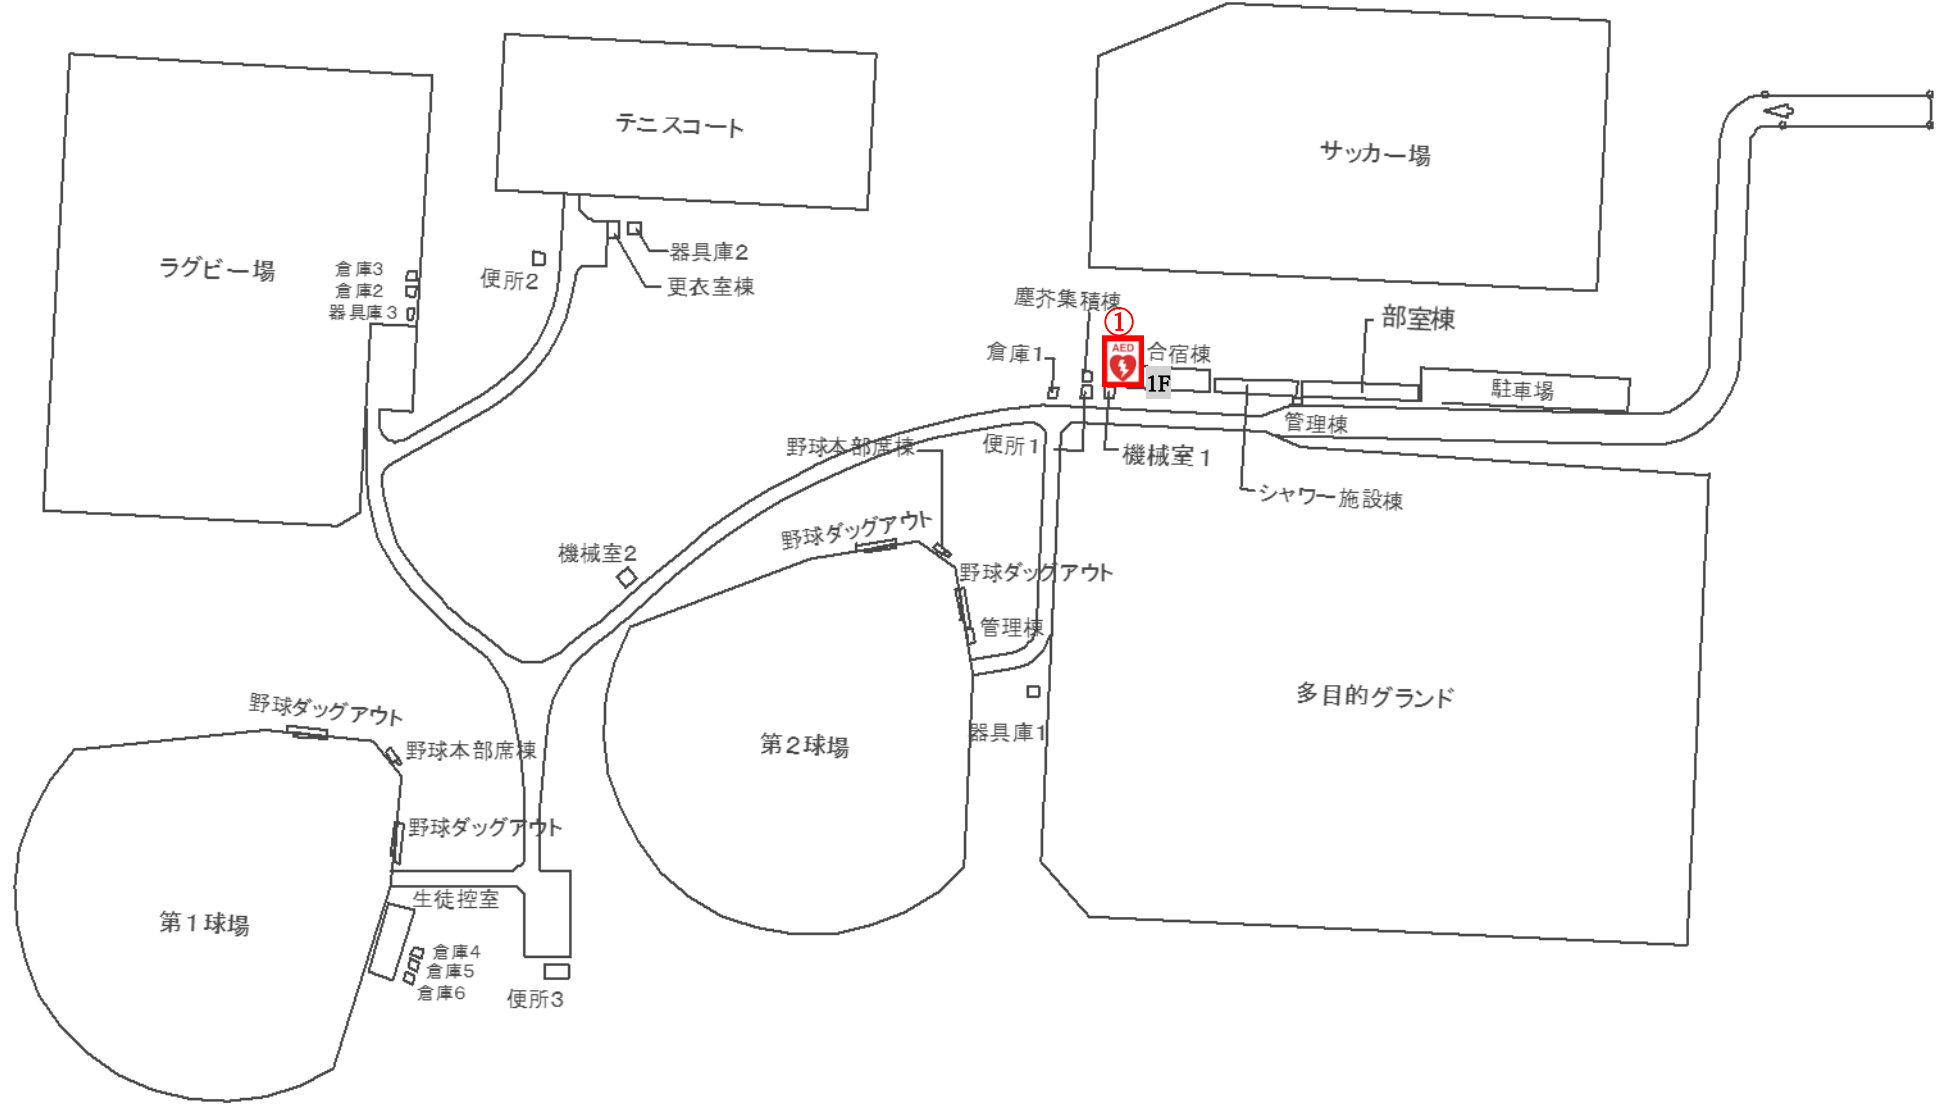 テニスコート
サッカー場
ラグビー場
倉庫3
倉庫2
器具庫3
便所2
器具庫2
更衣室棟
塵芥集積棟
①
AED
倉庫1
合宿棟
1F
部室棟
駐車場
管理棟
野球本部席棟
便所1
機械室1
シャワー施設棟
野球ダッグアウト
機械室2
野球ダッグアウト
管理棟
多目的グランド
野球ダッグアウト
器具庫1
第2球場
野球本部席棟
野球ダッグアウト
生徒控室
第1球場
倉庫4
倉庫5
倉庫6
便所3